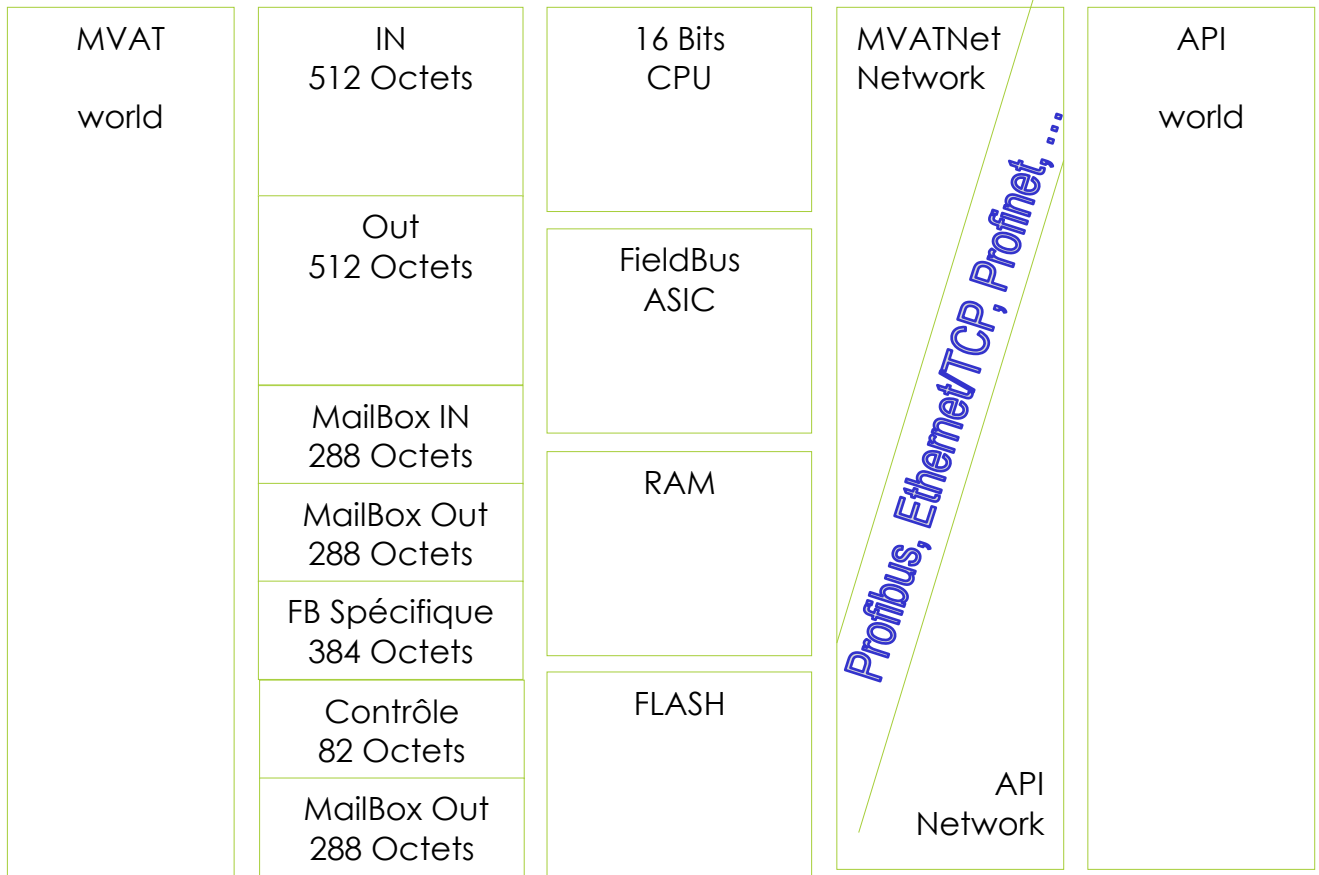 MVAT
world
IN
512 Octets
Out
512 Octets
MailBox IN
288 Octets
MailBox Out
288 Octets
FB Spécifique
384 Octets
Contrôle
82 Octets
MailBox Out
288 Octets
16 Bits
CPU
FieldBus
ASIC
RAM
FLASH
MVATNet
Network
Profibus, Ethernet/TCP, Profinet, ...
API
Network
API
world